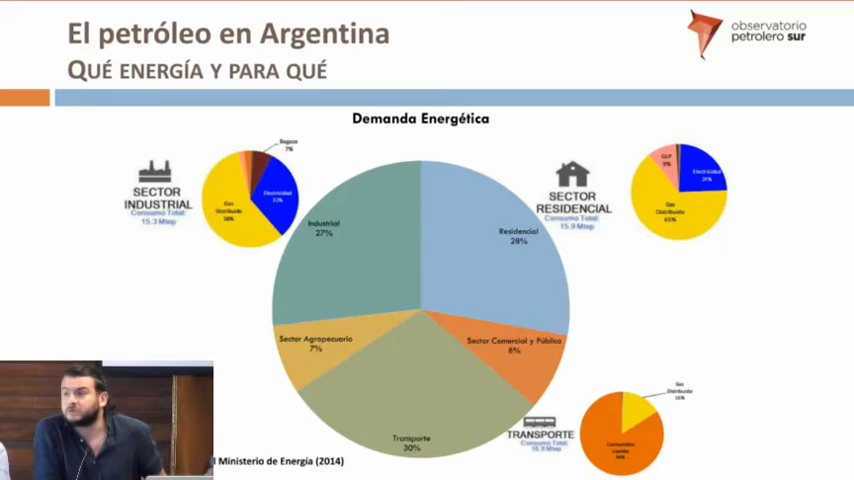 El petróleo en Argentina
QUÉ ENERGÍA Y PARA QUÉ
observatorio
petrolero sur
Demanda Energética
SECTOR
INDUSTRIAL
Consumo Total:
15.3 Mtep
Bagazo
7%
Electricidad
31%
Gas
Distribuido
58%
SECTOR
RESIDENCIAL
Consumo Total:
15.9 Mtep
GLP
9%
Electricidad
Gas
Distribuido
65%
Industrial
27%
Residencial
28%
Sector Agropecuario
7%
Sector Comercial y Público
8%
Transporte
30%
TRANSPORTE
Consumo Total:
16.9 Mtep
Gas
Distribuido
16%
Combustibles
l Ministerio de Energía (2014)